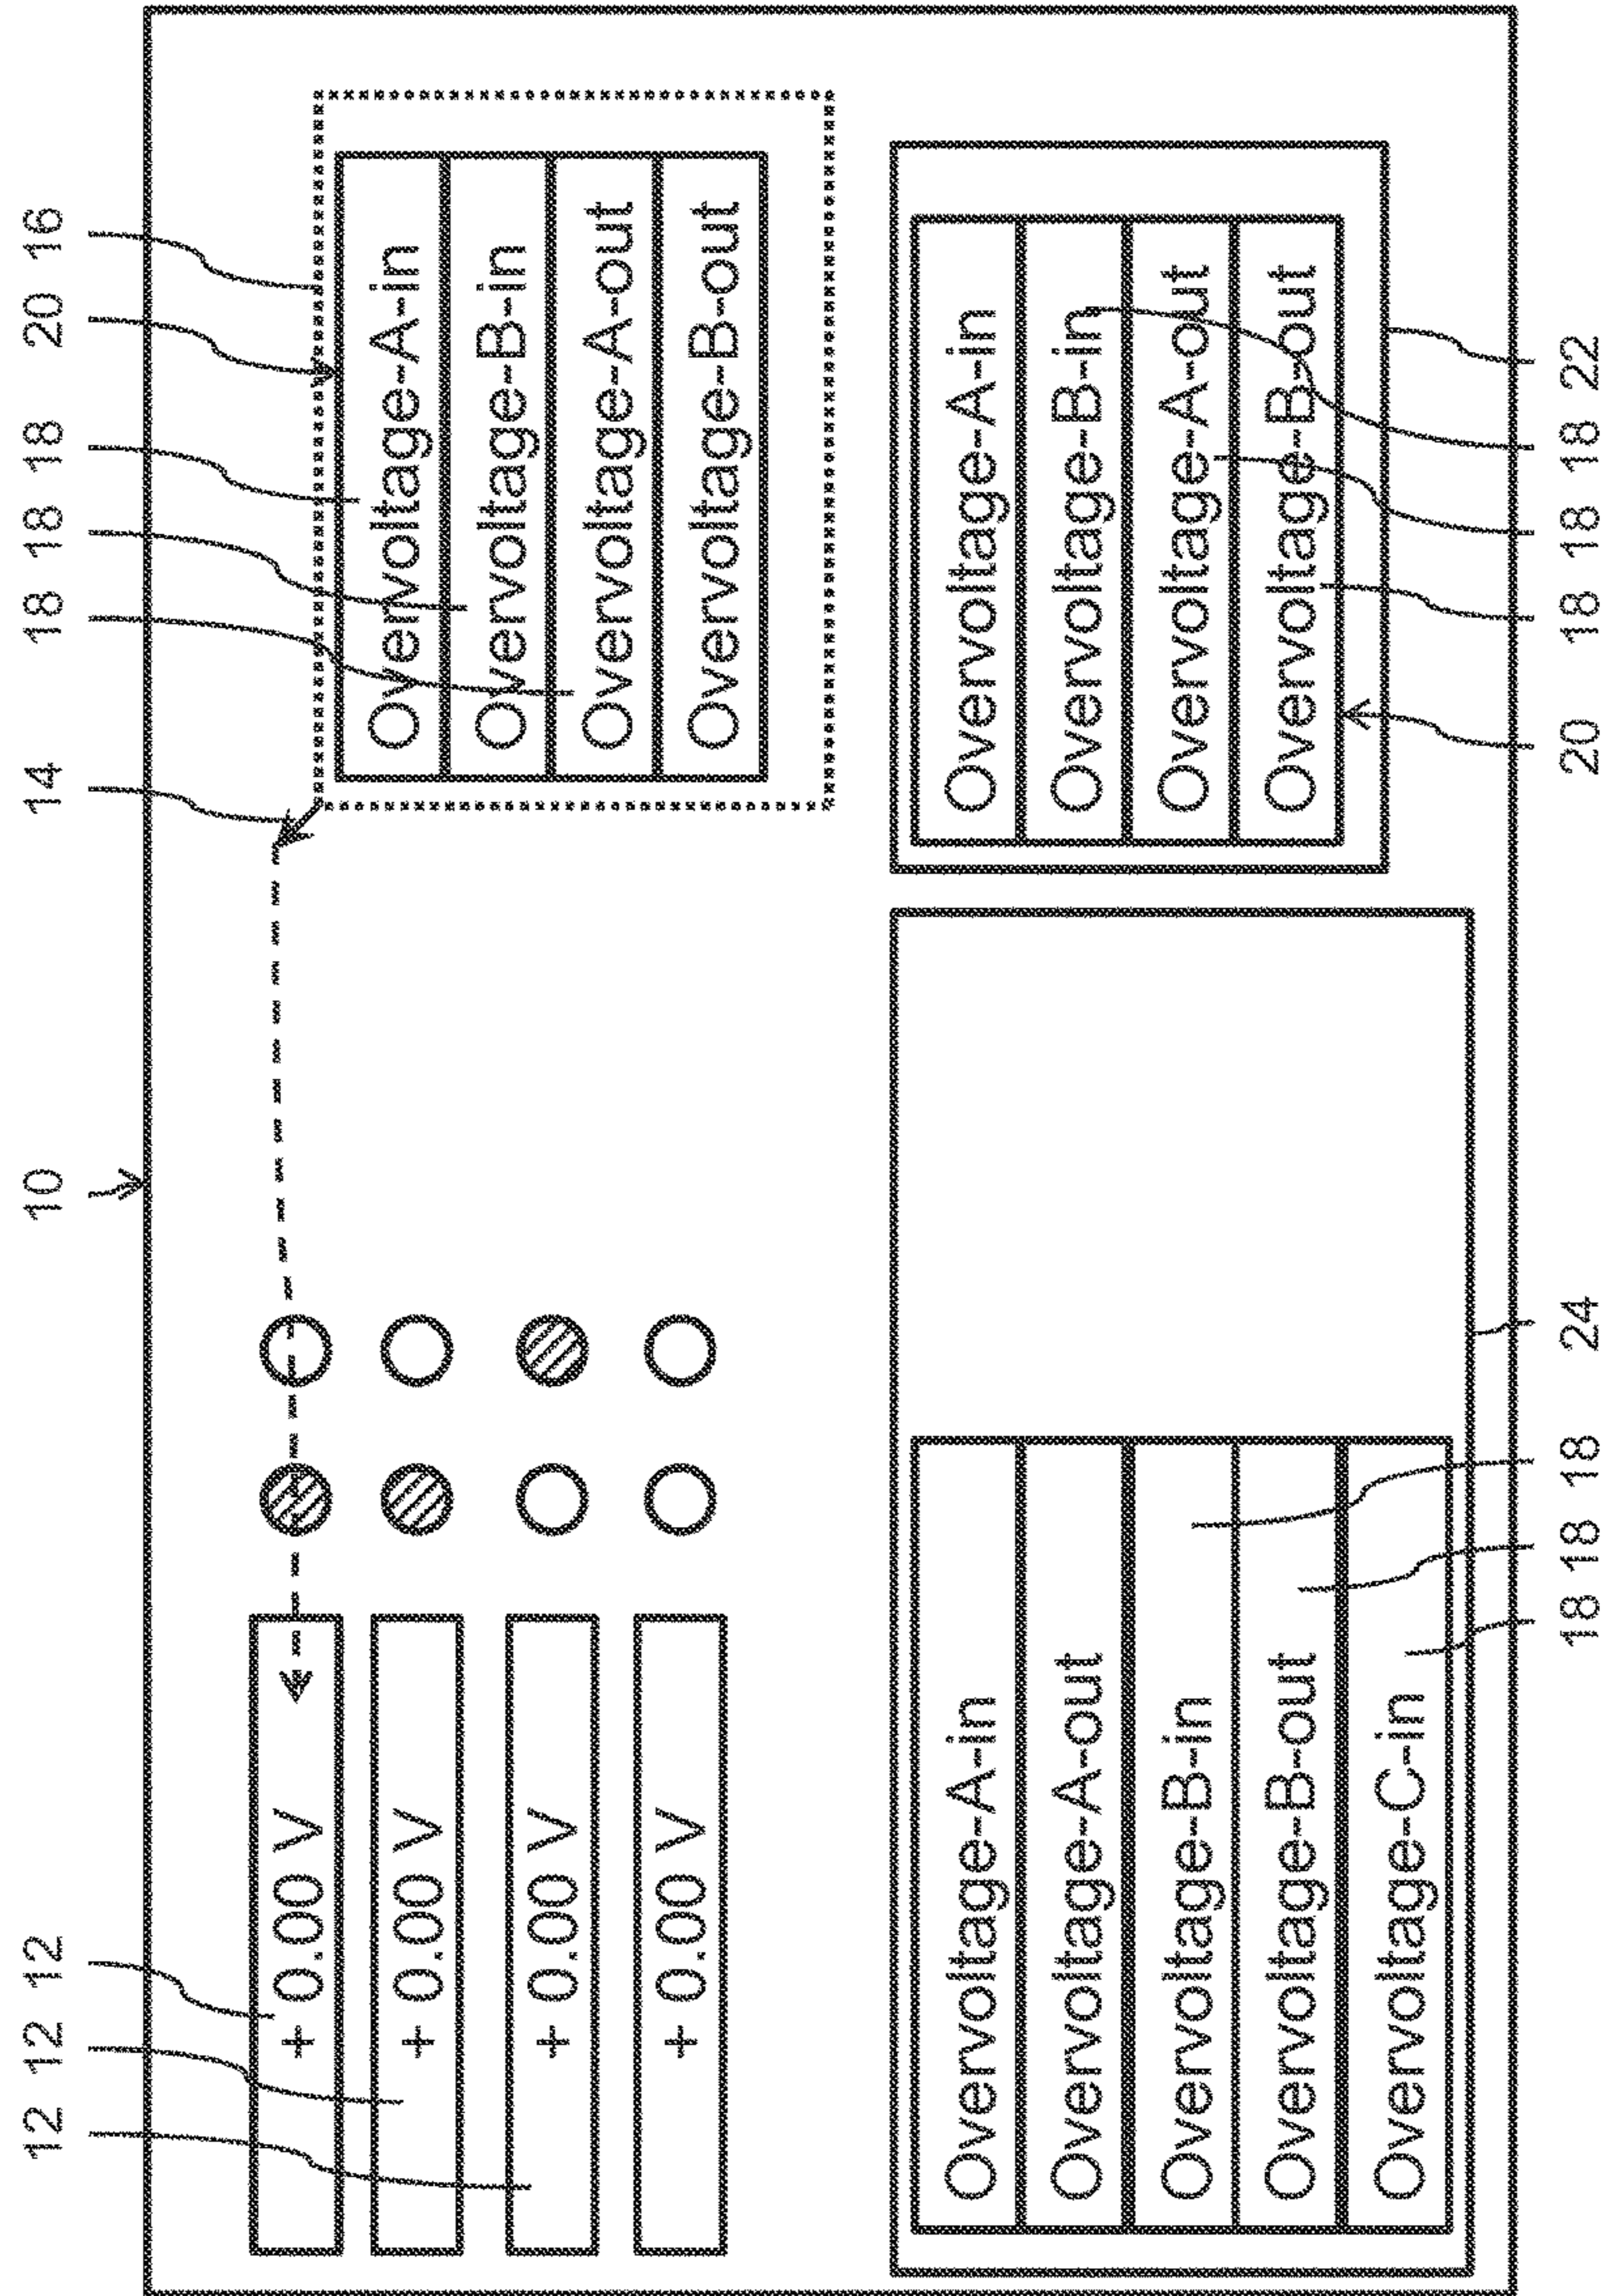 12 12 12 10 14 18 18 18 20 16
+ 0.00 V
+ 0.00 V
+ 0.00 V
+ 0.00 V
Overvoltage-A-in
Overvoltage-B-in
Overvoltage-A-out
Overvoltage-B-out
Overvoltage-A-in
Overvoltage-A-out
Overvoltage-B-in
Overvoltage-B-out
Overvoltage-C-in
Overvoltage-A-in
Overvoltage-B-in
Overvoltage-A-out
Overvoltage-B-out
18 18 18 24 20 18 18 18 22